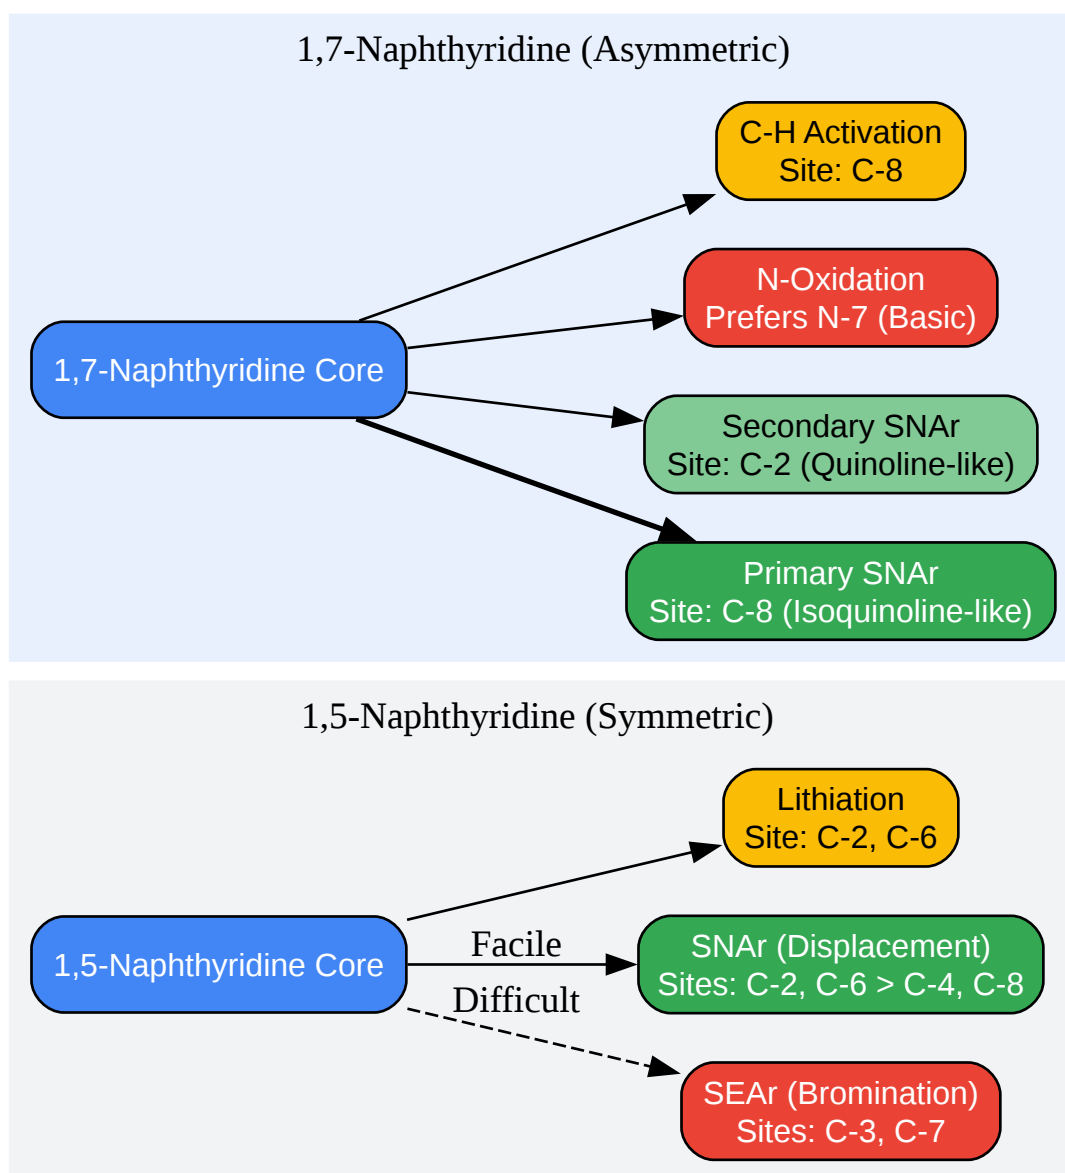 1,7-Naphthyridine (Asymmetric)
C-H Activation
Site: C-8
N-Oxidation
Prefers N-7 (Basic)
1,7-Naphthyridine Core
Secondary SNAr
Site: C-2 (Quinoline-like)
Primary SNAr
Site: C-8 (Isoquinoline-like)
1,5-Naphthyridine (Symmetric)
Lithiation
Site: C-2, C-6
1,5-Naphthyridine Core
Facile
SNAr (Displacement)
Sites: C-2, C-6 > C-4, C-8
Difficult
SEAr (Bromination)
Sites: C-3, C-7